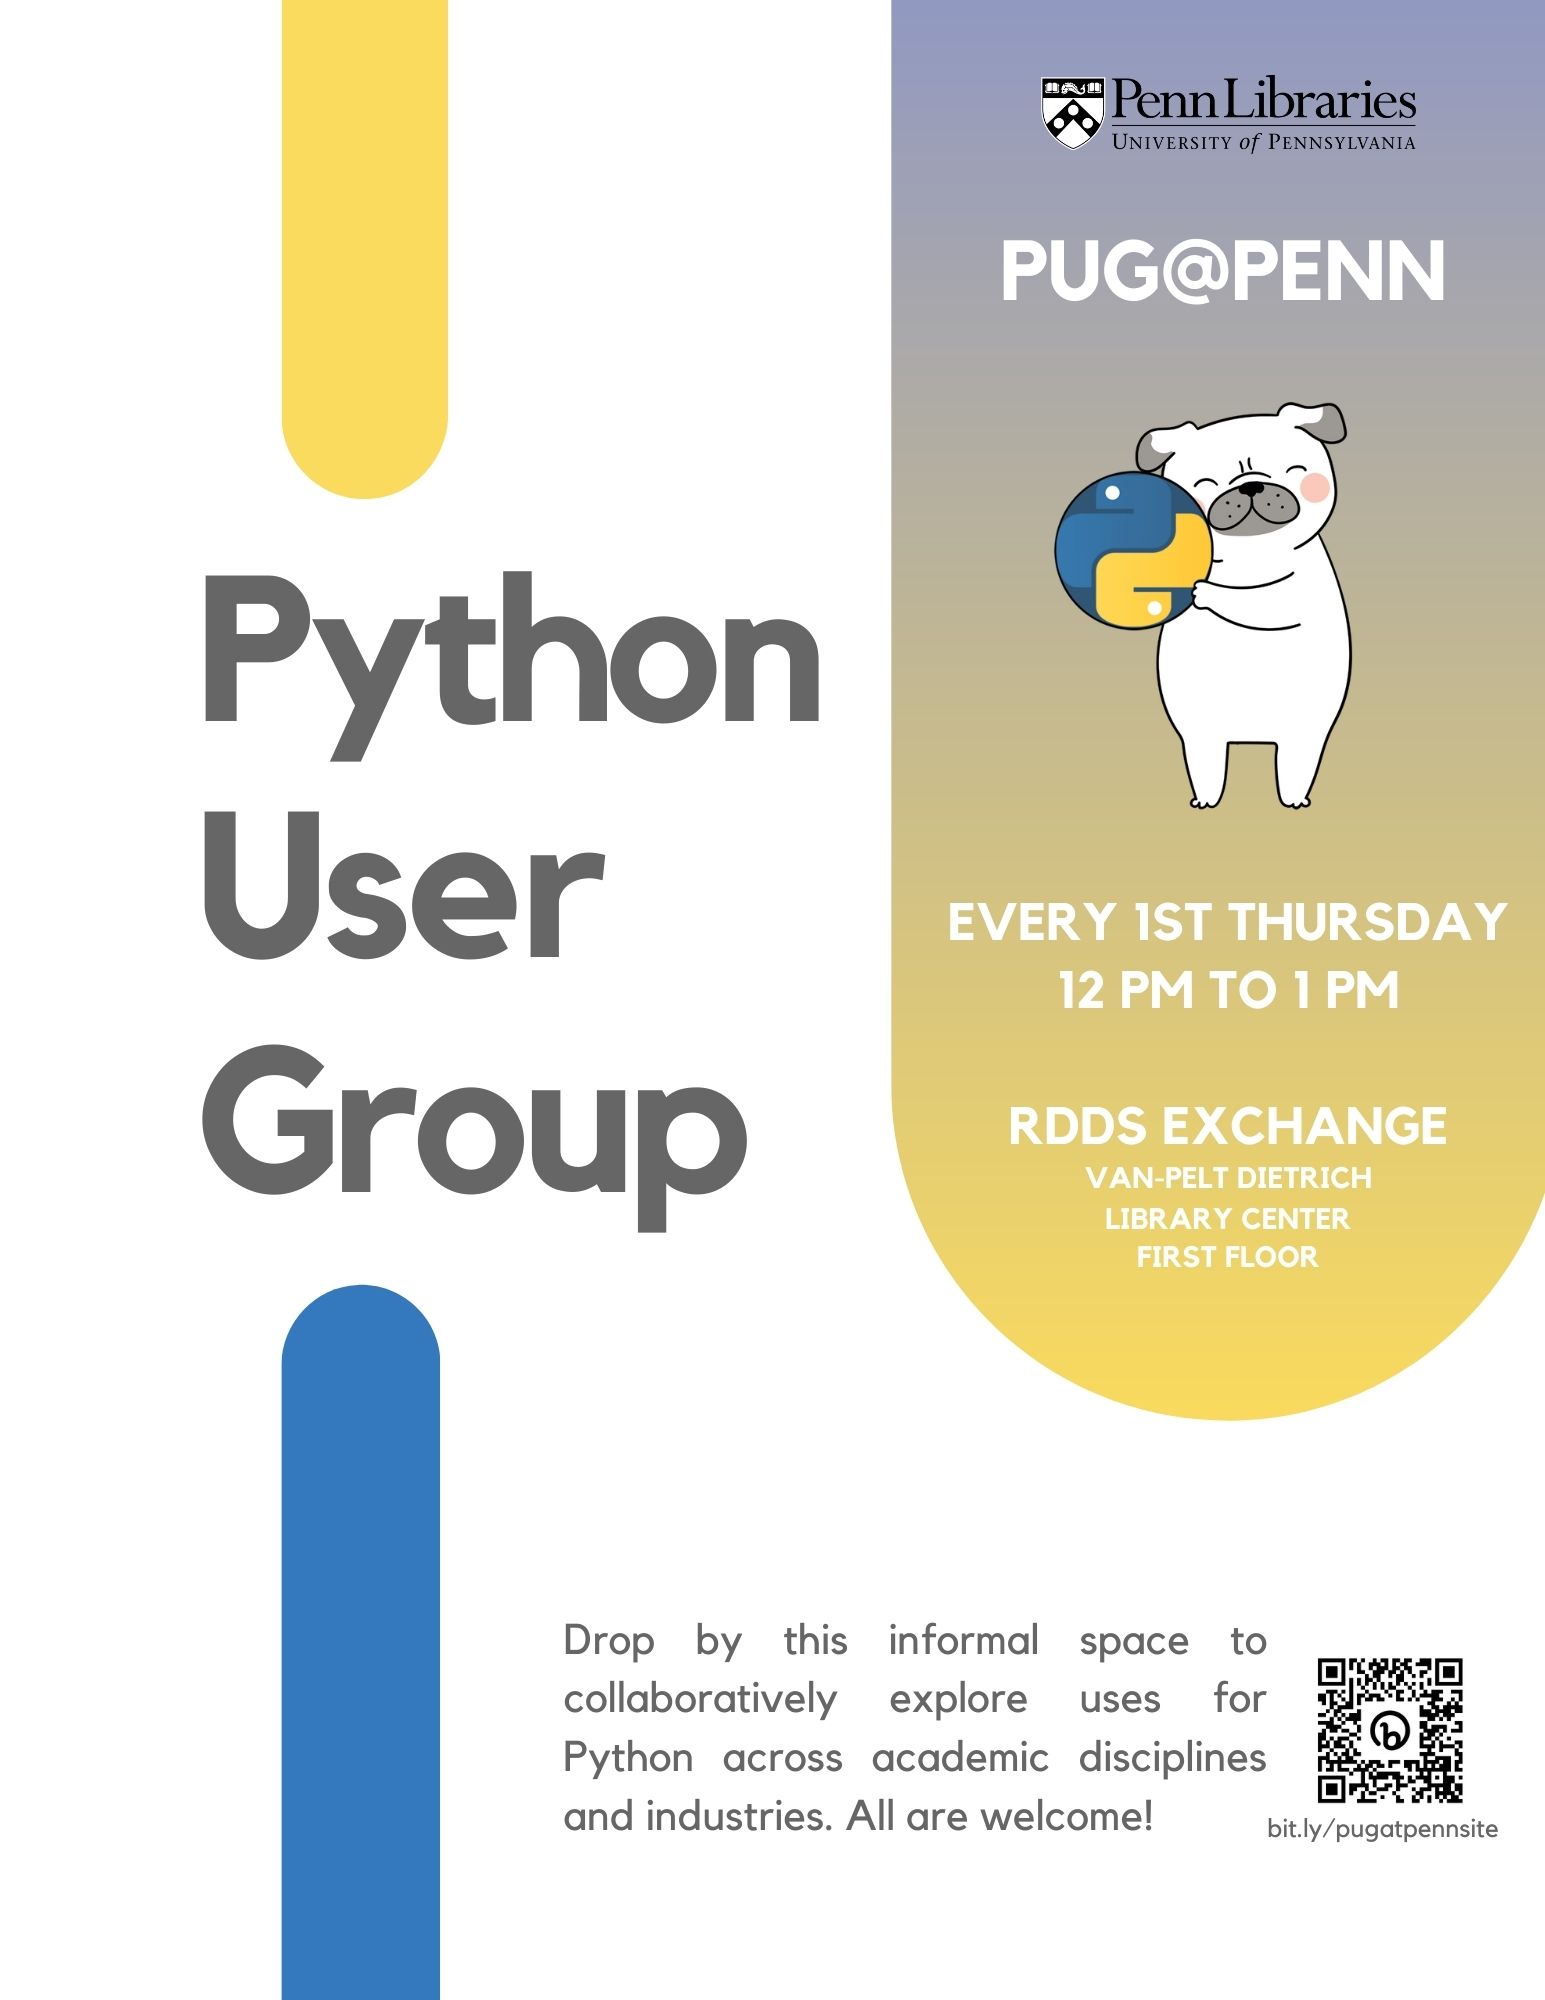 Penn Libraries
UNIVERSITY of PENNSYLVANIA
PUG@PENN
Python
User
Group
EVERY 1ST THURSDAY
12 PM TO 1 PM
RDDS EXCHANGE
VAN-PELT DIETRICH
LIBRARY CENTER
FIRST FLOOR
Drop by this informal space to
collaboratively explore uses for
Python across academic disciplines
and industries. All are welcome!
bit.ly/pugatpennsite